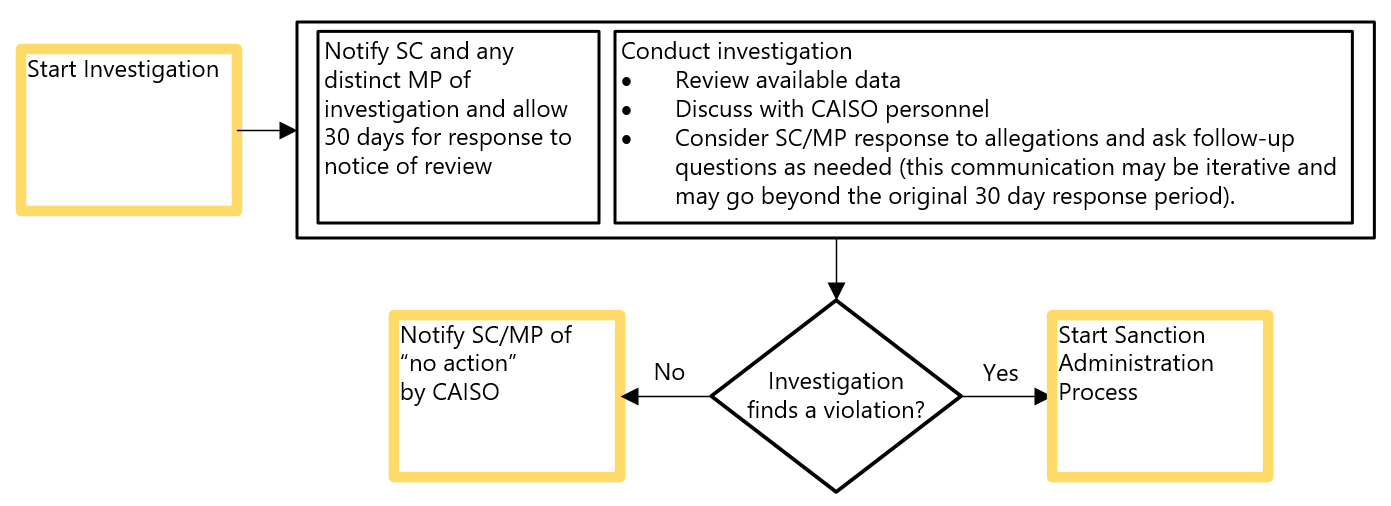 Start Investigation
Notify SC and any
distinct MP of
investigation and allow
30 days for response to
notice of review
Conduct investigation
• Review available data
• Discuss with CAISO personnel
• Consider SC/MP response to allegations and ask follow-up
questions as needed (this communication may be iterative and
may go beyond the original 30 day response period).
Notify SC/MP of
“no action”
by CAISO
No
Investigation
finds a violation?
Yes
Start Sanction
Administration
Process